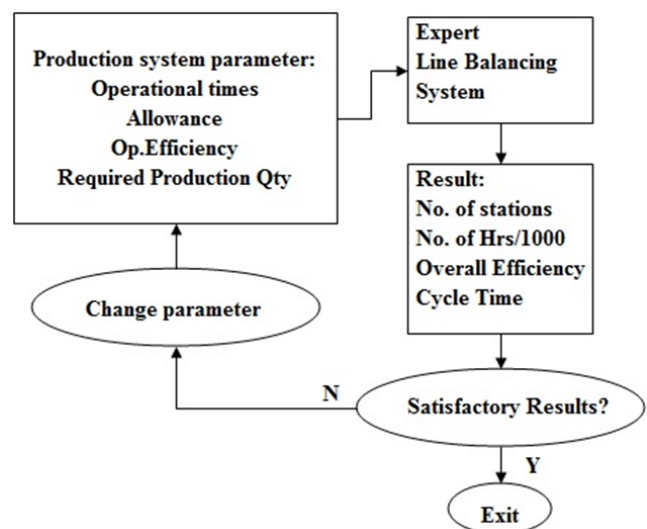 Production system parameter:
Operational times
Allowance
Op.Efficiency
Required Production Qty
Expert
Line Balancing
System
Result:
No. of stations
No. of Hrs/1000
Overall Efficiency
Cycle Time
Change parameter
N
Satisfactory Results?
Y
Exit